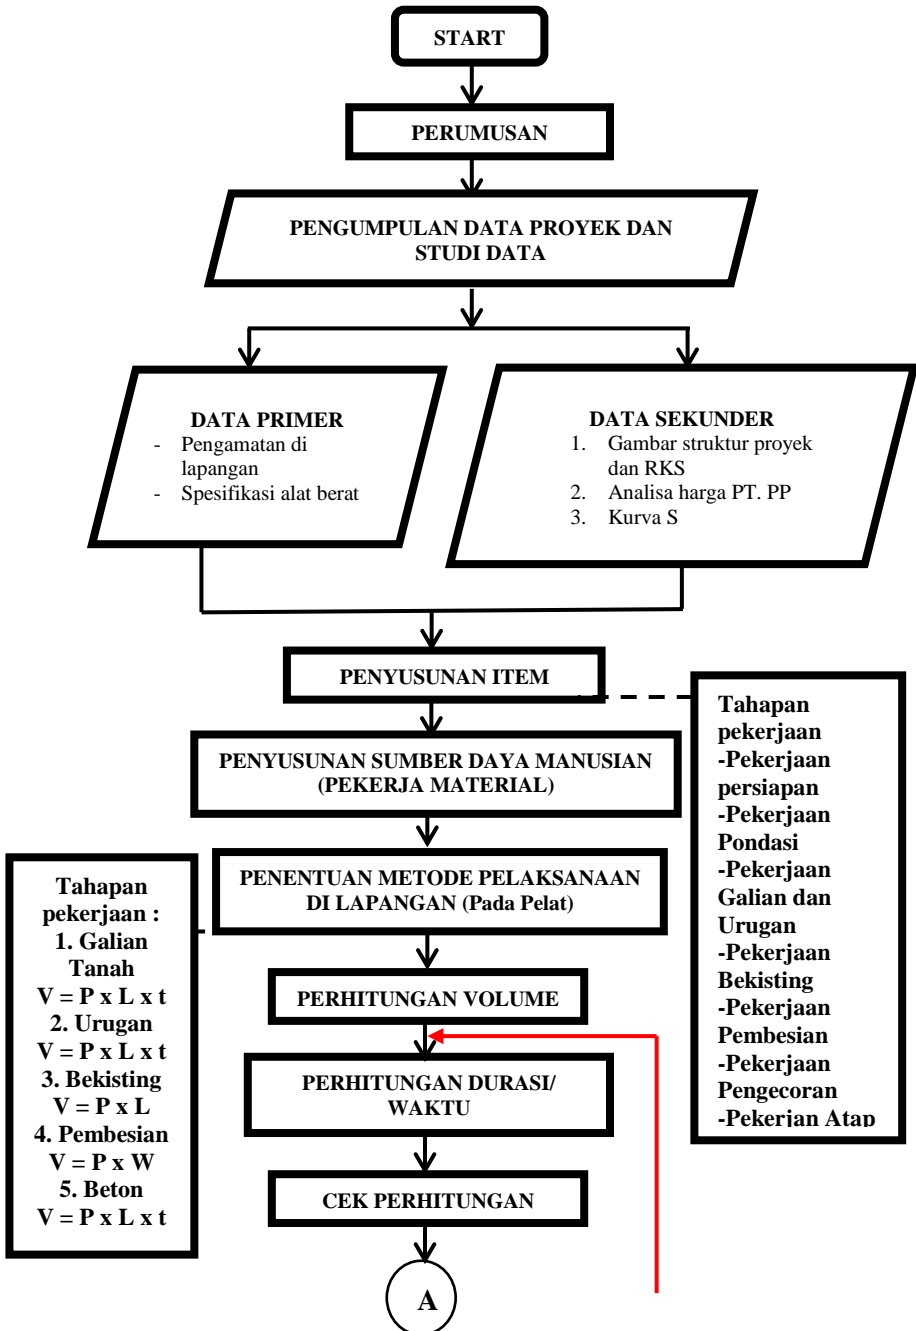 START
PERUMUSAN
PENGUMPULAN DATA PROYEK DAN
STUDI DATA
DATA PRIMER
- Pengamatan di
lapangan
- Spesifikasi alat berat
DATA SEKUNDER
1. Gambar struktur proyek
dan RKS
2. Analisa harga PT. PP
3. Kurva S
PENYUSUNAN ITEM
Tahapan
pekerjaan
-Pekerjaan
persiapan
-Pekerjaan
Pondasi
-Pekerjaan
Galian dan
Urugan
-Pekerjaan
Bekisting
-Pekerjaan
Pembesian
-Pekerjaan
Pengecoran
-Pekerjan Atap
PENYUSUNAN SUMBER DAYA MANUSIAN
(PEKERJA MATERIAL)
PENENTUAN METODE PELAKSANAAN
DI LAPANGAN (Pada Pelat)
Tahapan
pekerjaan :
1. Galian
Tanah
V = P x L x t
2. Urugan
V = P x L x t
3. Bekisting
V = P x L
4. Pembesian
V = P x W
5. Beton
V = P x L x t
PERHITUNGAN VOLUME
PERHITUNGAN DURASI/
WAKTU
CEK PERHITUNGAN
A